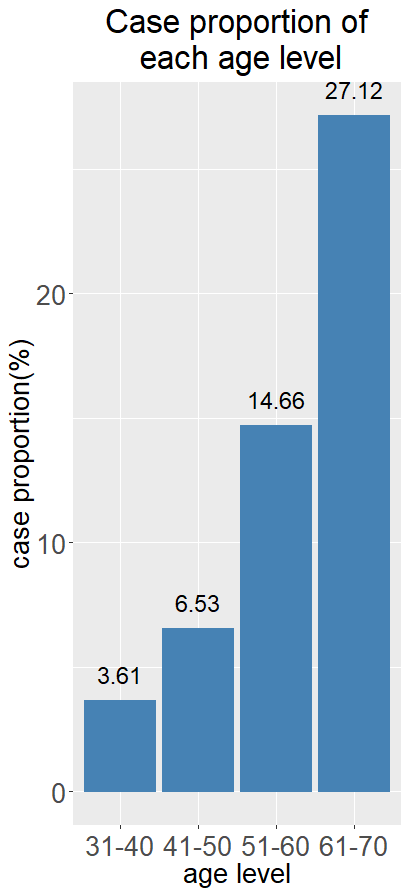 Case proportion of
each age level
27.12
20
14.66
case proportion(%)
10
6.53
3.61
0
31-40 41-50 51-60 61-70
age level